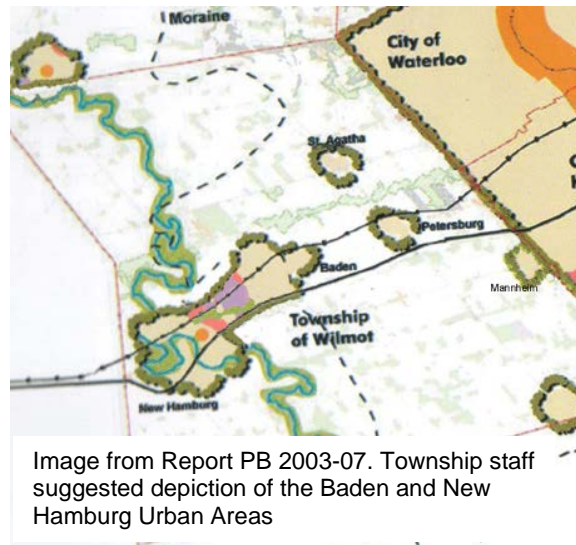 Moraine
City of
Waterloo
St. Agatha
Petersburg
Baden
Mannheim
Township
of Wilmot
New Hamburg
Image from Report PB 2003-07. Township staff
suggested depiction of the Baden and New
Hamburg Urban Areas